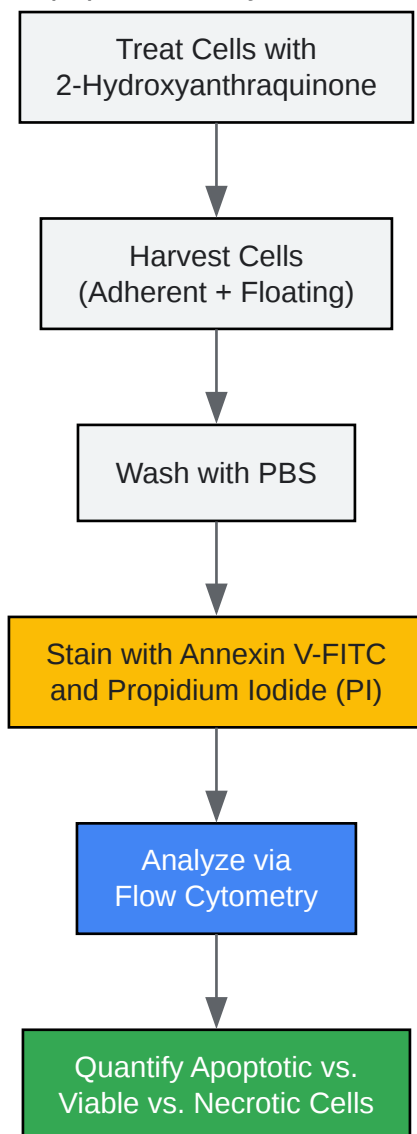 Treat Cells with
2-Hydroxyanthraquinone
Harvest Cells
(Adherent + Floating)
Wash with PBS
Stain with Annexin V-FITC
and Propidium Iodide (PI)
Analyze via
Flow Cytometry
Quantify Apoptotic vs.
Viable vs. Necrotic Cells